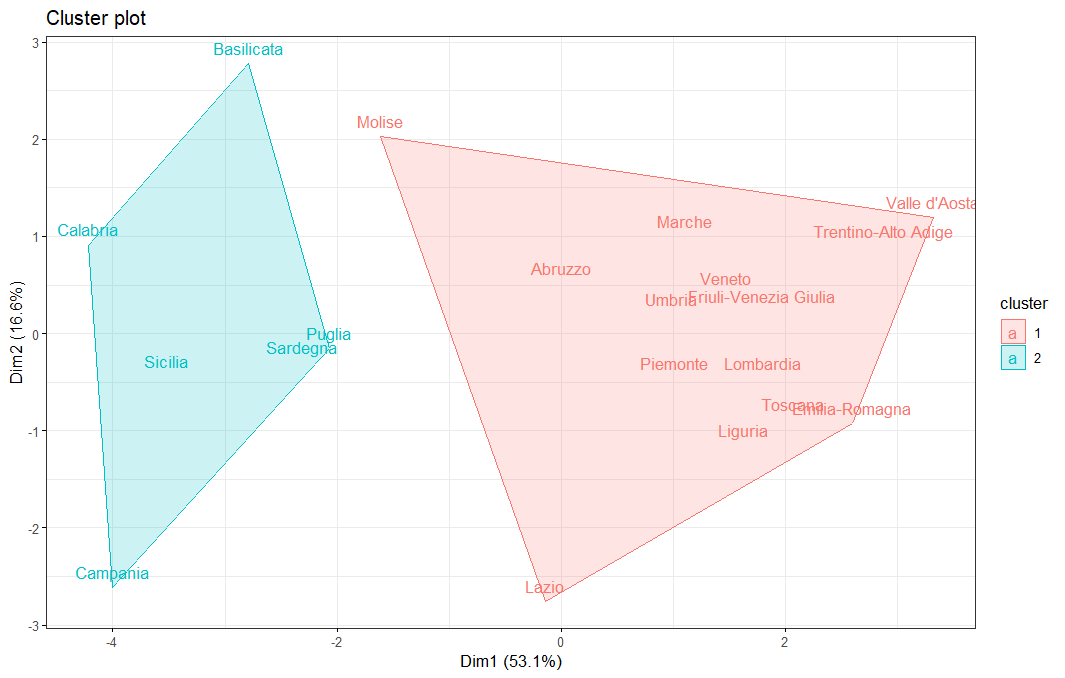 Cluster plot
3
2
1
0
-1
-2
-3
Dim2 (16.6%)
Basilicata
Molise
Valle d'Aosta
Marche
Calabria
Trentino-Alto Adige
Abruzzo
Veneto
Umbria
Friuli-Venezia Giulia
Puglia
Sardegna
Sicilia
Piemonte
Lombardia
Toscana
Emilia-Romagna
Liguria
Campania
Lazio
-4
-2
0
2
Dim1 (53.1%)
cluster
a 1
a 2